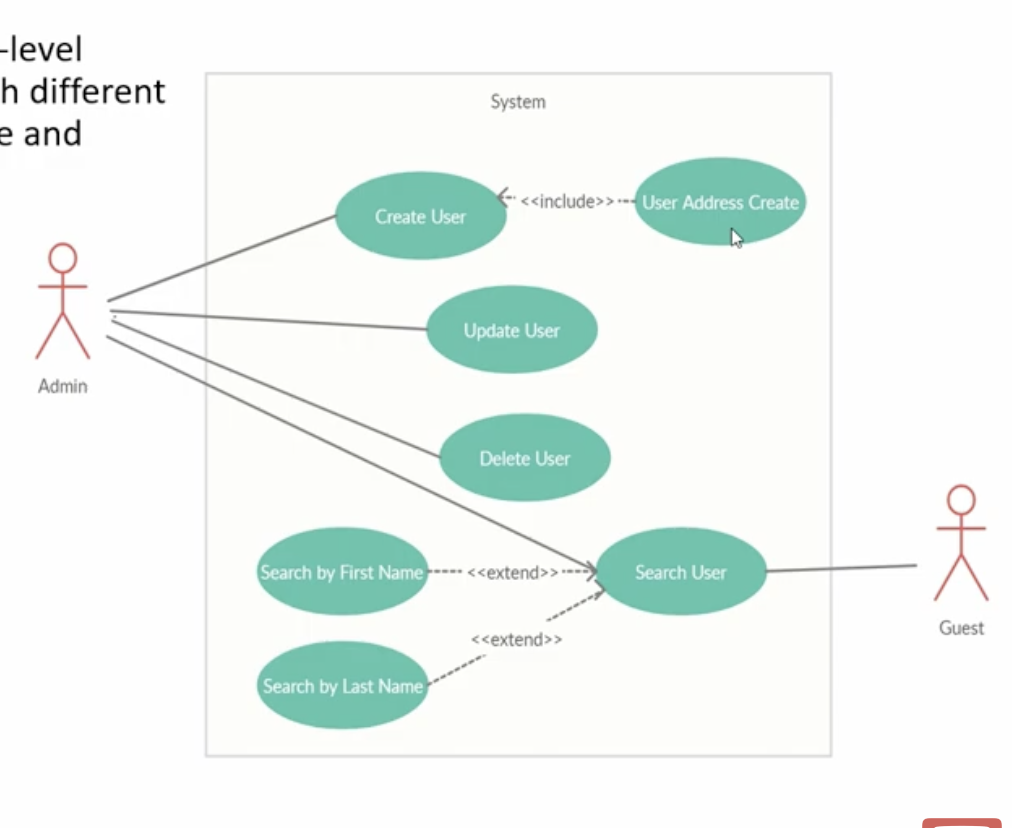 -level
h different
e and
System
Create User
<<include>>
User Address Create
Update User
Admin
Delete User
Search by First Name
<<extend>>
Search User
<<extend>>
Guest
Search by Last Name